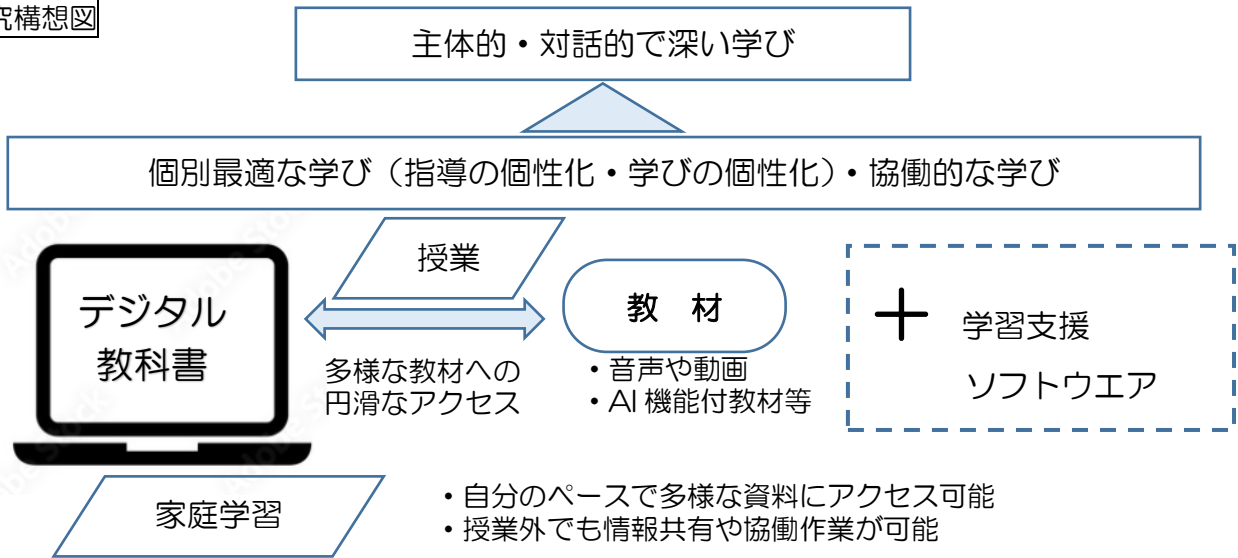 究構想図
主体的・対話的で深い学び
個別最適な学び（指導の個性化・学びの個性化）・協働的な学び
授業
デジタル
教科書
教　材
＋ 学習支援
ソフトウエア
多様な教材への
円滑なアクセス
・音声や動画
・AI 機能付教材等
家庭学習
・自分のペースで多様な資料にアクセス可能
・授業外でも情報共有や協働作業が可能